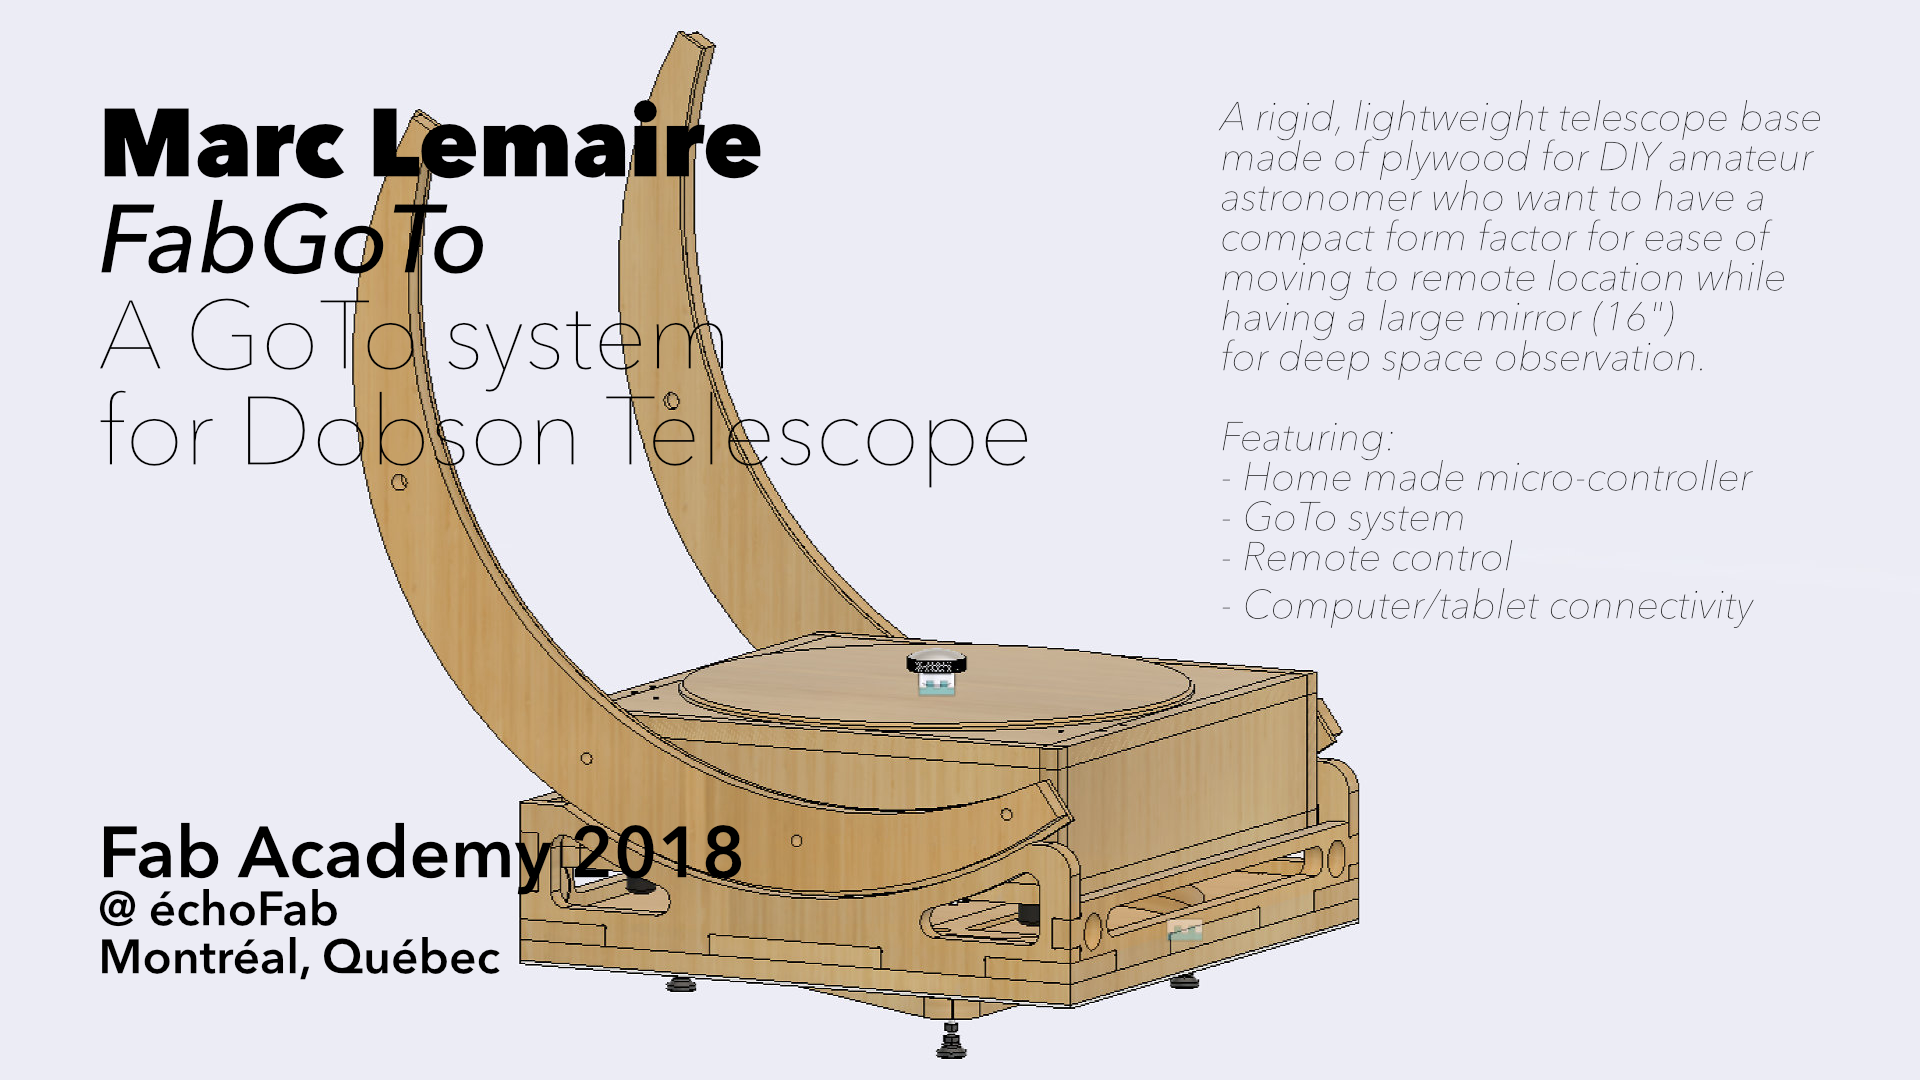 Marc Lemaire
FabGoTo
A GoTo system
for Dobson Telescope
A rigid, lightweight telescope base
made of plywood for DIY amateur
astronomer who want to have a
compact form factor for ease of
moving to remote location while
having a large mirror (16")
for deep space observation.
Featuring:
- Home made micro-controller
- GoTo system
- Remote control
- Computer/tablet connectivity
Fab Academy 2018
@ échoFab
Montréal, Québec